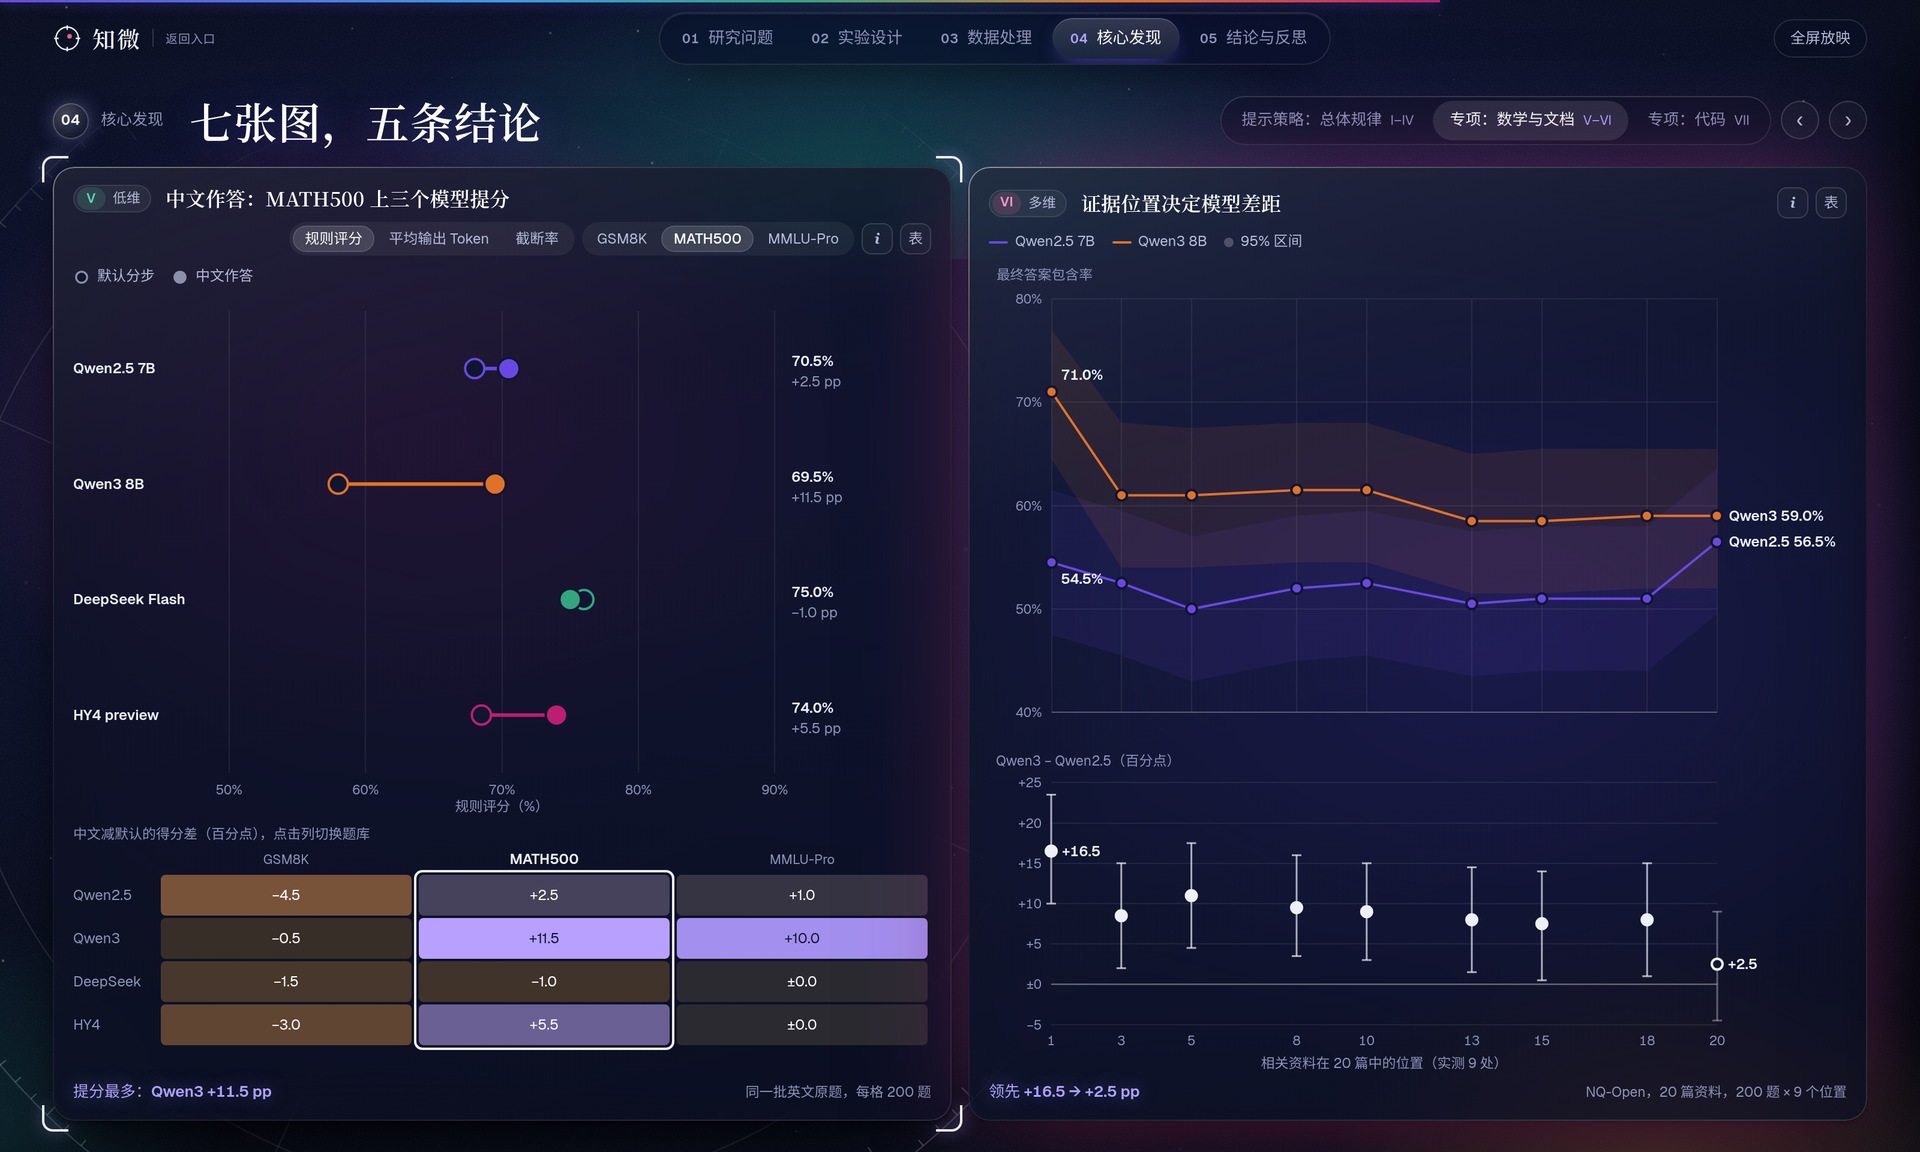 知微 返回入口 01 研究问题 02 实验设计 03 数据处理 04 核心发现 05 结论与反思 全屏放映
04 核心发现 七张图，五条结论 提示策略：总体规律 I–IV 专项：数学与文档 V–VI 专项：代码 VII ‹ ›
V 低维 中文作答：MATH500 上三个模型提分
规则评分 平均输出 Token 截断率 GSM8K MATH500 MMLU-Pro i 表
默认分步 中文作答
Qwen2.5 7B 70.5%
+2.5 pp
Qwen3 8B 69.5%
+11.5 pp
DeepSeek Flash 75.0%
−1.0 pp
HY4 preview 74.0%
+5.5 pp
50% 60% 70% 80% 90%
规则评分（%）
中文减默认的得分差（百分点），点击列切换题库
GSM8K MATH500 MMLU-Pro
Qwen2.5 −4.5 +2.5 +1.0
Qwen3 −0.5 +11.5 +10.0
DeepSeek −1.5 −1.0 ±0.0
HY4 −3.0 +5.5 ±0.0
提分最多：Qwen3 +11.5 pp 同一批英文原题，每格 200 题
VI 多维 证据位置决定模型差距 i 表
Qwen2.5 7B Qwen3 8B 95% 区间
最终答案包含率
80%
71.0%
70%
60%
Qwen3 59.0%
Qwen2.5 56.5%
54.5%
50%
40%
Qwen3 − Qwen2.5（百分点）
+25
+20
+16.5
+15
+10
+5
+2.5
±0
−5
1 3 5 8 10 13 15 18 20
相关资料在 20 篇中的位置（实测 9 处）
领先 +16.5 → +2.5 pp NQ-Open，20 篇资料，200 题 × 9 个位置